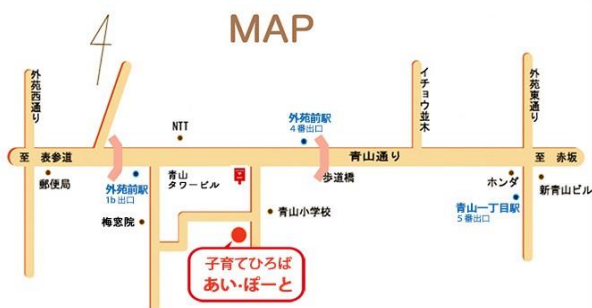 MAP
外苑西通り
イチョウ並木
外苑東通り
NTT
外苑前駅
4番出口
至 表参道
青山通り
至 赤坂
郵便局
外苑前駅
1b出口
青山
タワービル
歩道橋
ホンダ
新青山ビル
青山一丁目駅
5番出口
梅窓院
青山小学校
子育てひろば
あい・ぽーと